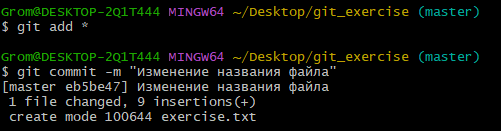 Grom@DESKTOP-2Q1T444 MINGW64 ~/Desktop/git_exercise (master)
$ git add *
Grom@DESKTOP-2Q1T444 MINGW64 ~/Desktop/git_exercise (master)
$ git commit -m "Изменение названия файла"
[master eb5be47] Изменение названия файла
1 file changed, 9 insertions(+)
create mode 100644 exercise.txt